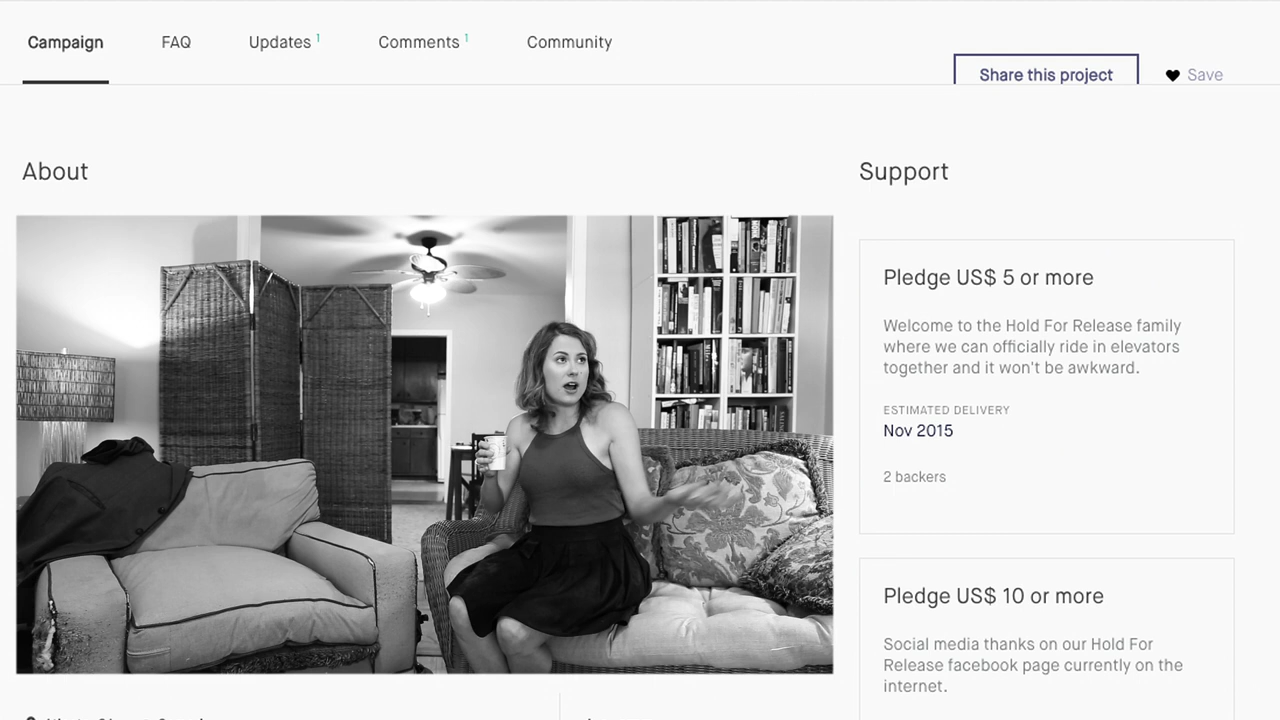 Campaign FAQ Updates 1 Comments 1 Community
Share this project Save
About
Support
Pledge US$ 5 or more
Welcome to the Hold For Release family
where we can officially ride in elevators
together and it won't be awkward.
ESTIMATED DELIVERY
Nov 2015
2 backers
Pledge US$ 10 or more
Social media thanks on our Hold For
Release facebook page currently on the
internet.